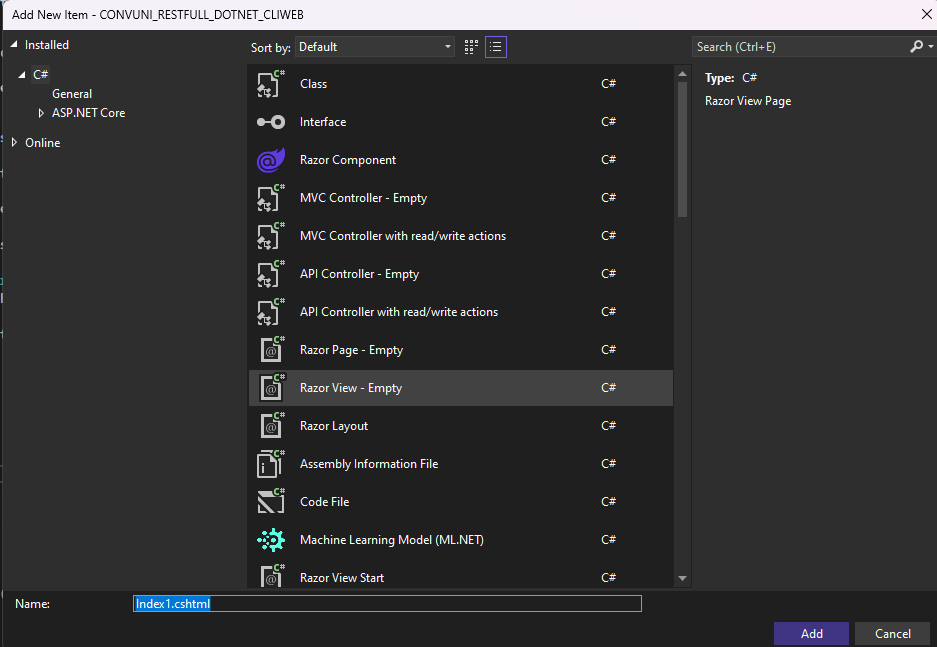 Add New Item - CONVUNI_RESTFULL_DOTNET_CLIWEB
Installed
C#
General
ASP.NET Core
Online
Sort by: Default
Class C#
Interface C#
Razor Component C#
MVC Controller - Empty C#
MVC Controller with read/write actions C#
API Controller - Empty C#
API Controller with read/write actions C#
Razor Page - Empty C#
Razor View - Empty C#
Razor Layout C#
Assembly Information File C#
Code File C#
Machine Learning Model (ML.NET) C#
Razor View Start C#
Search (Ctrl+E)
Type: C#
Razor View Page
Name: Index1.cshtml
Add Cancel